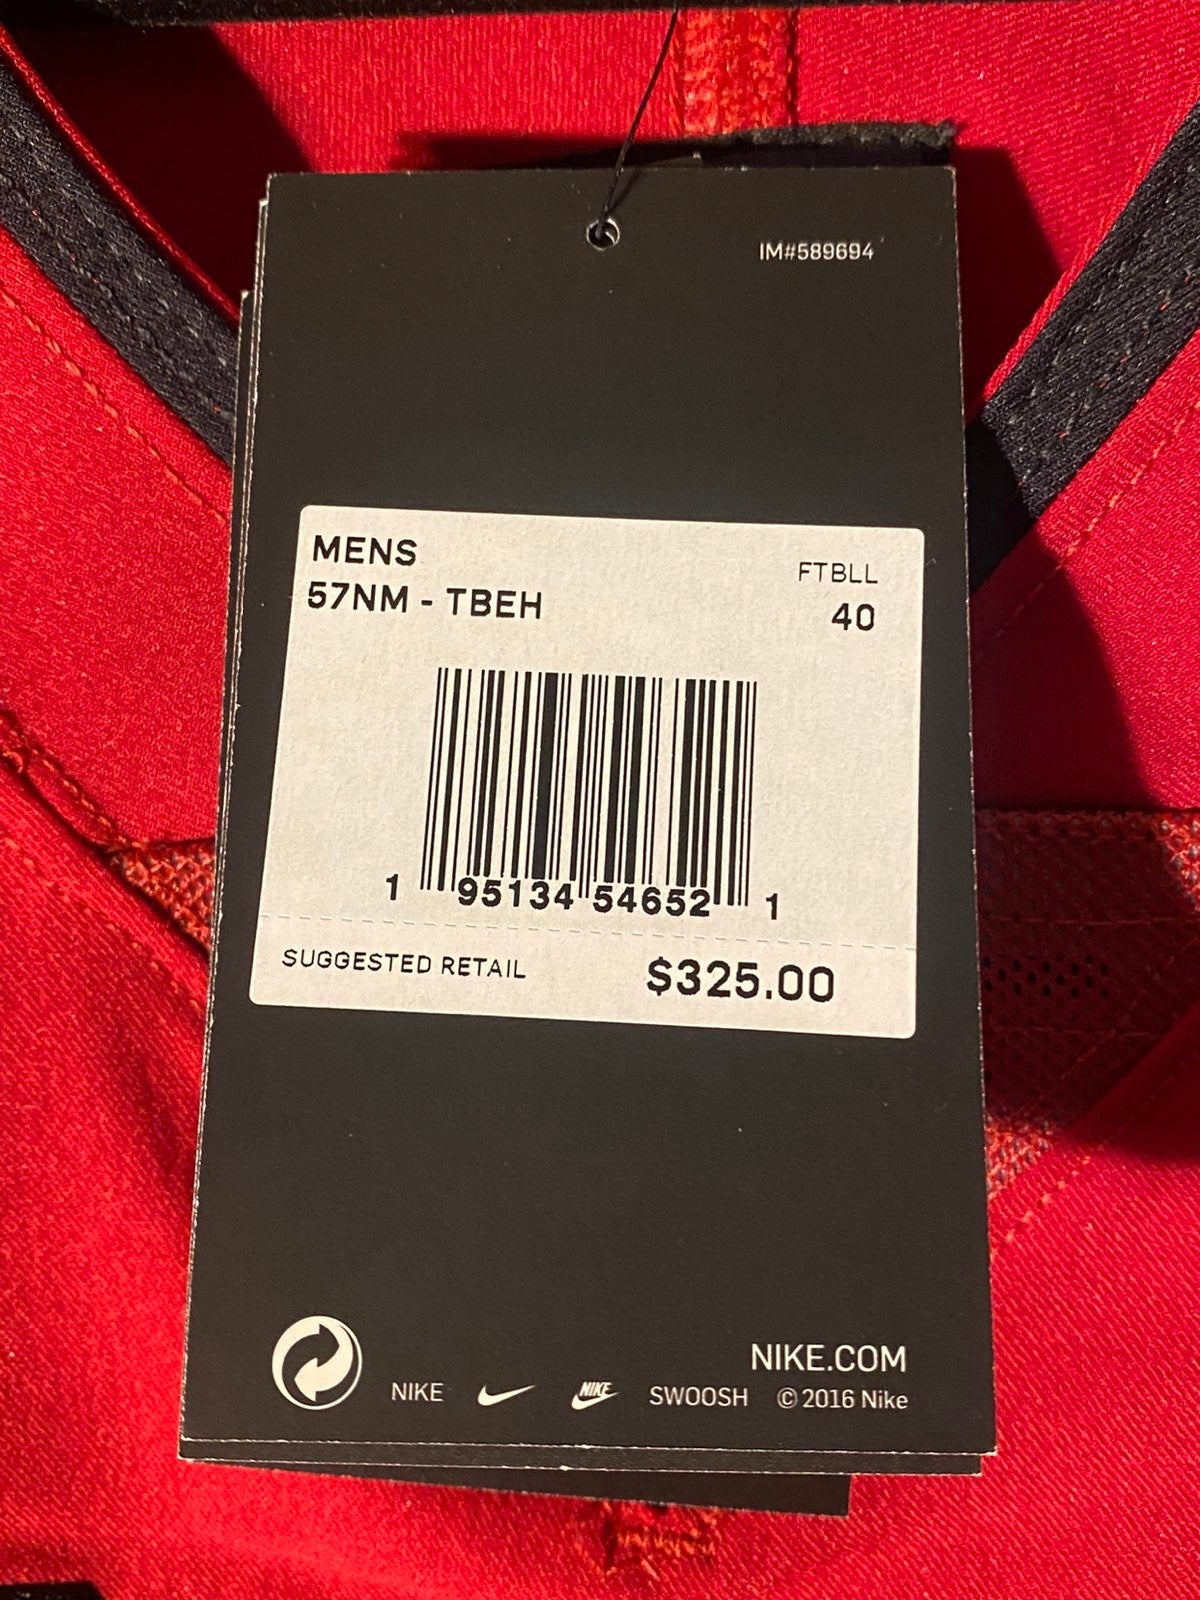 IM#589694
MENS
57NM - TBEH
FTBLL
40
1 95134 54652 1
SUGGESTED RETAIL $325.00
NIKE.COM
NIKE NIKE SWOOSH © 2016 Nike